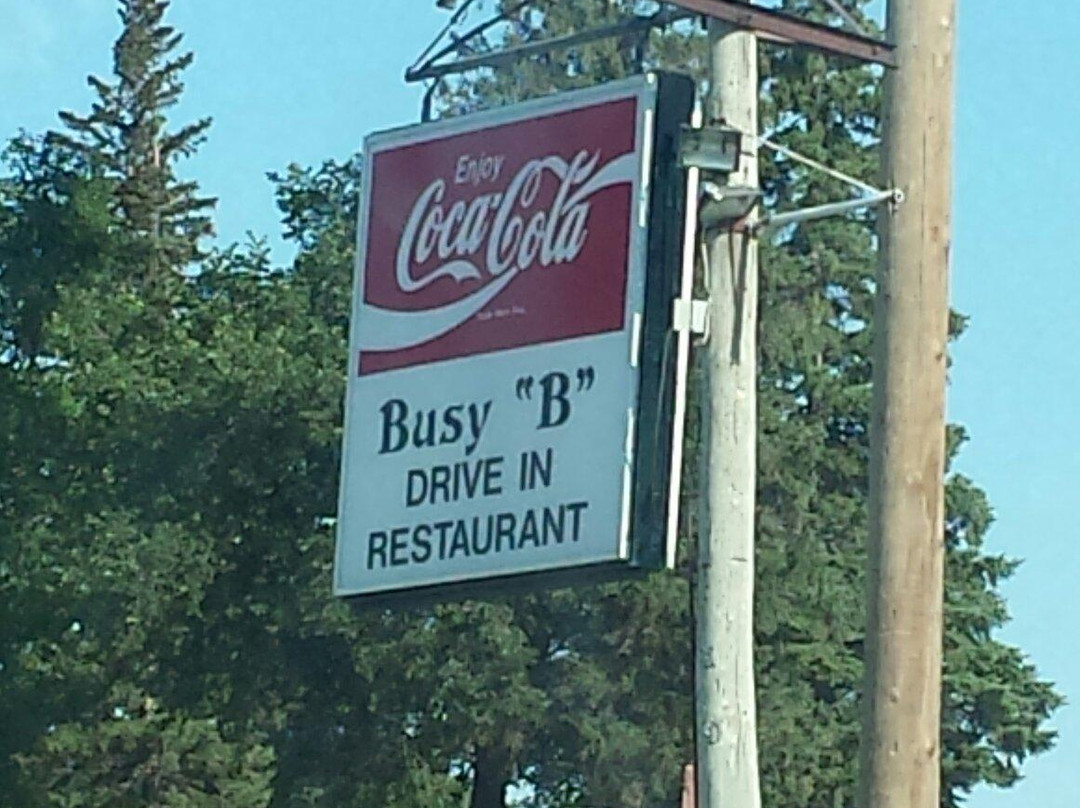 Enjoy
Coca-Cola
Busy "B"
DRIVE IN
RESTAURANT